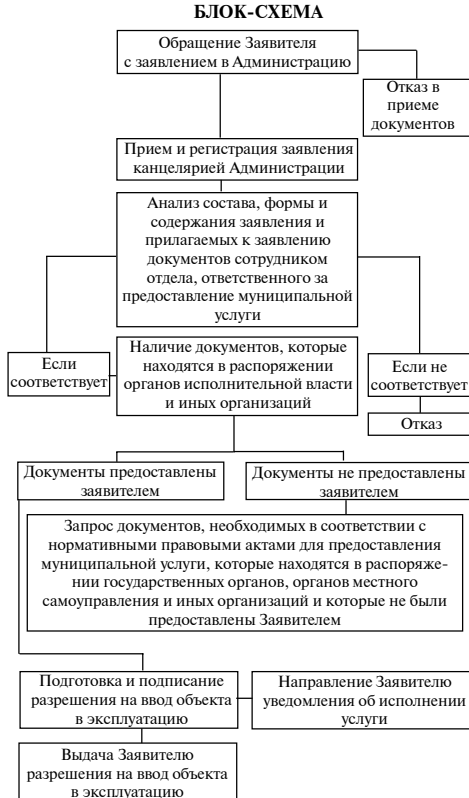 БЛОК-СХЕМА
Обращение Заявителя
с заявлением в Администрацию
Отказ в
приеме
документов
Прием и регистрация заявления
канцелярией Администрации
Анализ состава, формы и
содержания заявления и
прилагаемых к заявлению
документов сотрудником
отдела, ответственного за
предоставление муниципальной
услуги
Если
соответствует
Наличие документов, которые
находятся в распоряжении
органов исполнительной власти
и иных организаций
Если не
соответствует
Отказ
Документы предоставлены
заявителем
Документы не предоставлены
заявителем
Запрос документов, необходимых в соответствии с
нормативными правовыми актами для предоставления
муниципальной услуги, которые находятся в распоряже-
нии государственных органов, органов местного
самоуправления и иных организаций и которые не были
предоставлены Заявителем
Подготовка и подписание
разрешения на ввод объекта
в эксплуатацию
Направление Заявителю
уведомления об исполнении
услуги
Выдача Заявителю
разрешения на ввод объекта
в эксплуатацию